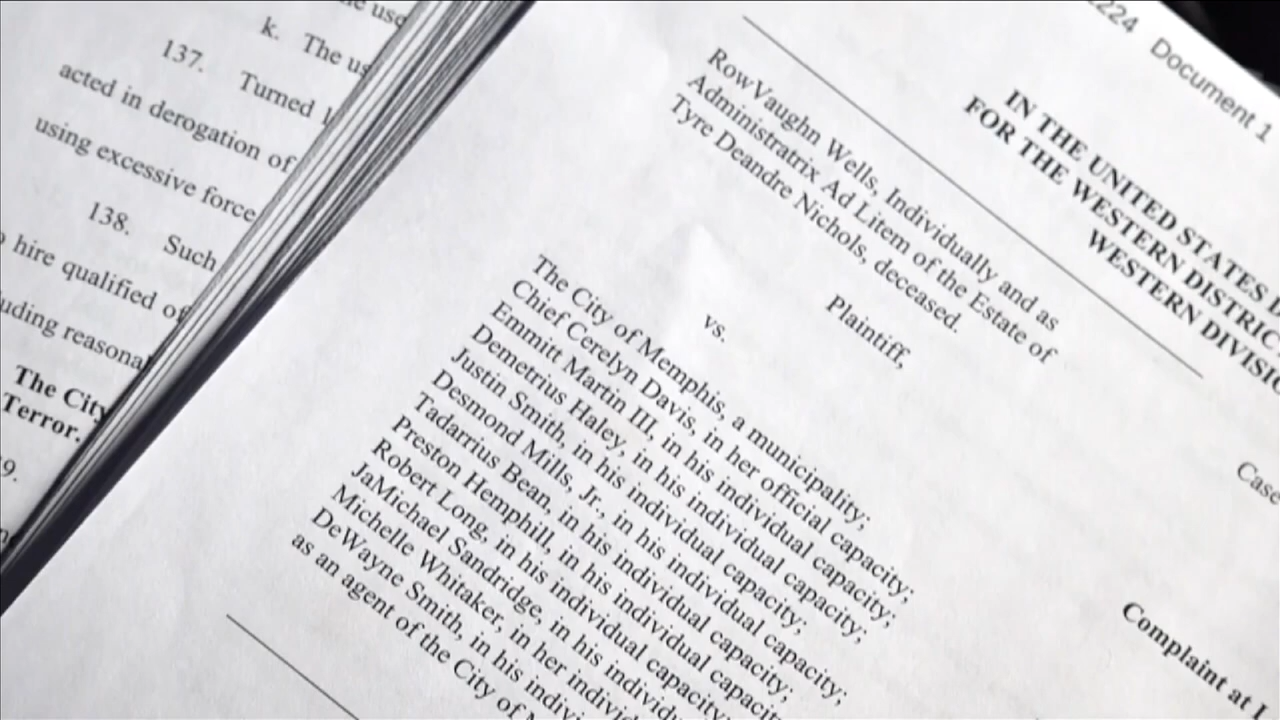 k. The us
137. Turned
acted in derogation of
using excessive force
138. Such
hire qualified of
uding reasonal
The City
Terror.
9.
2224 Document 1
IN THE UNITED STATES
FOR THE WESTERN DISTRIC
WESTERN DIVISIO
RowVaughn Wells, Individually and as
Administratrix Ad Litem of the Estate of
Tyre Deandre Nichols, deceased.
Plaintiff,
vs.
Case
The City of Memphis, a municipality;
Chief Cerelyn Davis, in her official capacity;
Emmitt Martin III, in his individual capacity;
Demetrius Haley, in his individual capacity;
Justin Smith, in his individual capacity;
Desmond Mills, Jr., in his individual capacity;
Tadarrius Bean, in his individual capacity;
Preston Hemphill, in his individual capacity;
Robert Long, in his individual capacity;
JaMichael Sandridge, in his individu
Michelle Whitaker, in her individ
DeWayne Smith, in his indivi
as an agent of the City of
Complaint at L